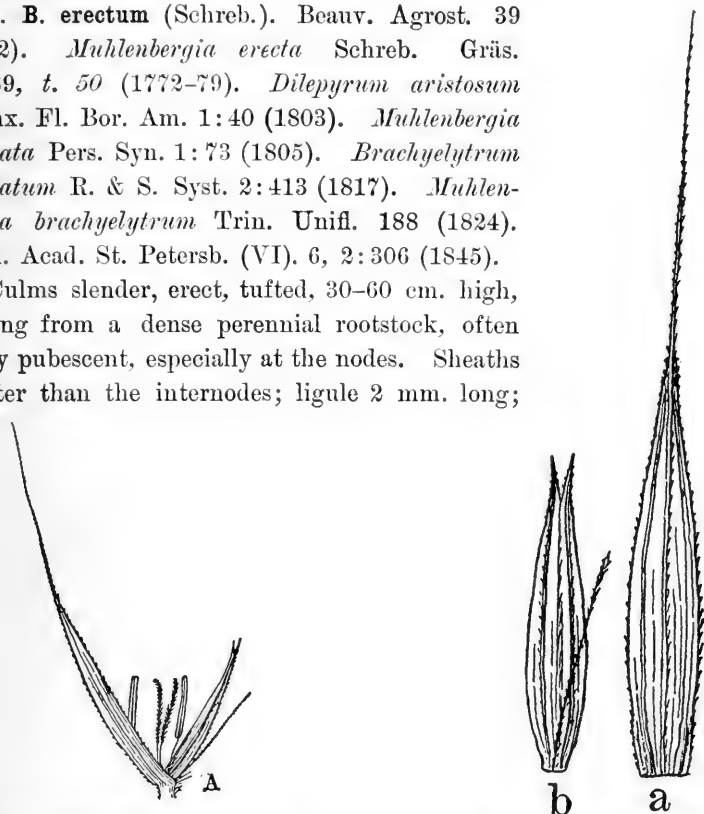 . B. erectum (Schreb.). Beauv. Agrost. 39
2). Muhlenbergia erecta Schreb. Gräs.
39, t. 50 (1772-79). Dilepyrum aristosum
x. Fl. Bor. Am. 1:40 (1803). Muhlenbergia
ata Pers. Syn. 1:73 (1805). Brachyelytrum
atum R. & S. Syst. 2:413 (1817). Muhlen-
a brachyelytrum Trin. Unifl. 188 (1824).
. Acad. St. Petersb. (VI). 6, 2:306 (1845).
Culms slender, erect, tufted, 30–60 cm. high,
ng from a dense perennial rootstock, often
y pubescent, especially at the nodes. Sheaths
ter than the internodes; ligule 2 mm. long;
A
b
a